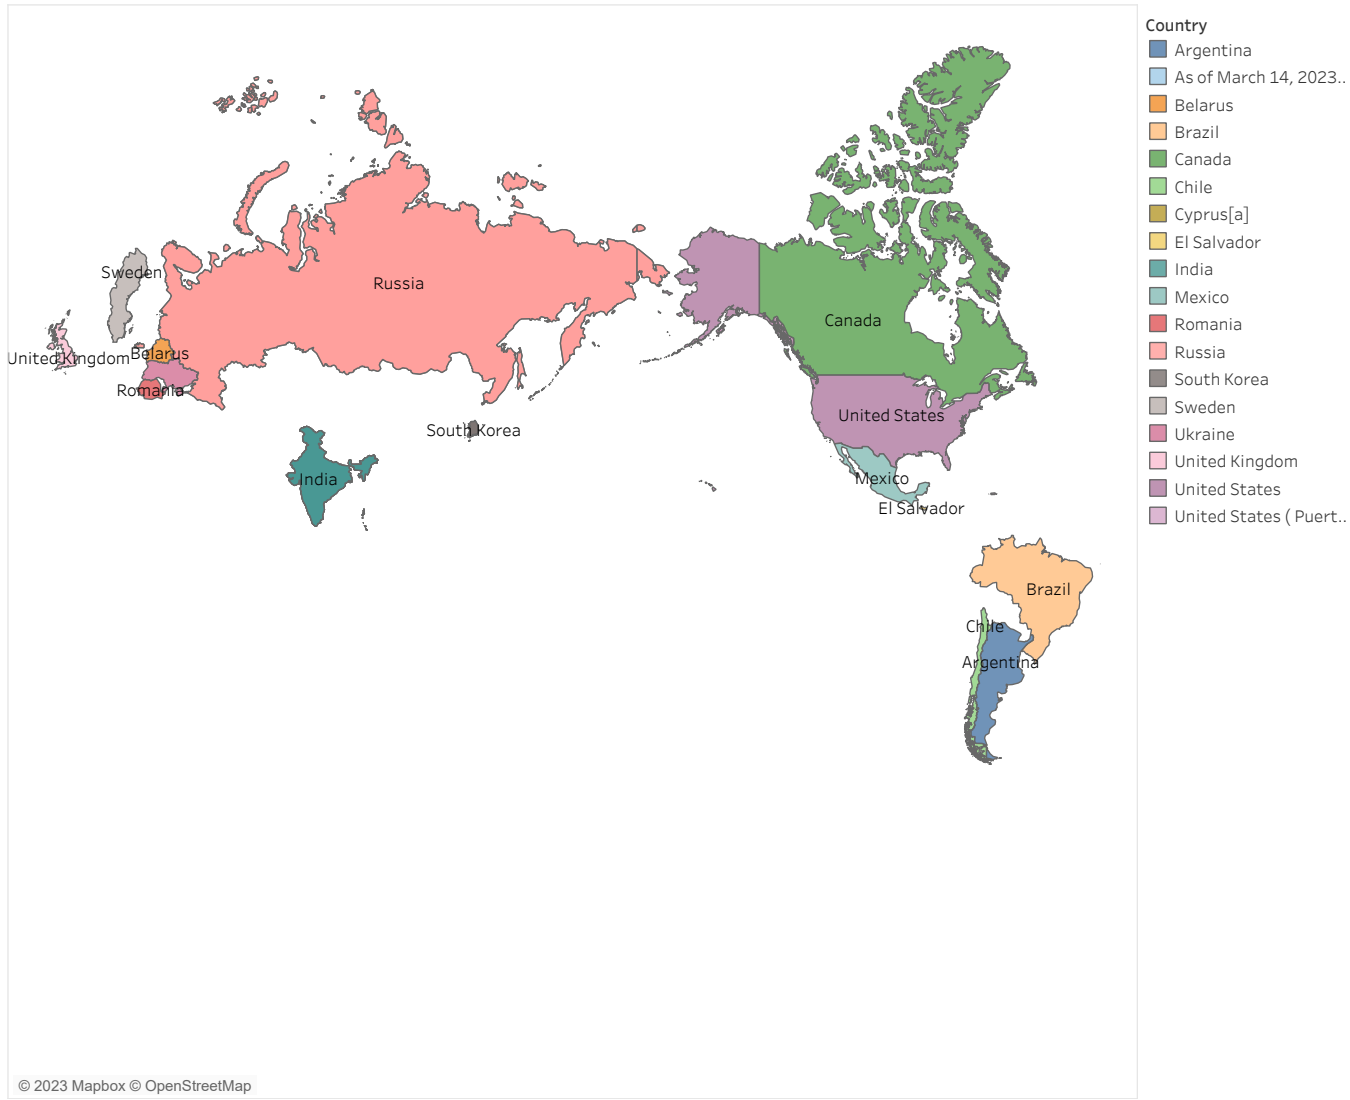 Country
Argentina
As of March 14, 2023..
Belarus
Brazil
Canada
Chile
Cyprus[a]
El Salvador
India
Mexico
Romania
Russia
South Korea
Sweden
Ukraine
United Kingdom
United States
United States ( Puert..
Sweden
Russia
Canada
United Kingdom
Belarus
Romania
United States
South Korea
India
Mexico
El Salvador
Brazil
Chile
Argentina
© 2023 Mapbox © OpenStreetMap